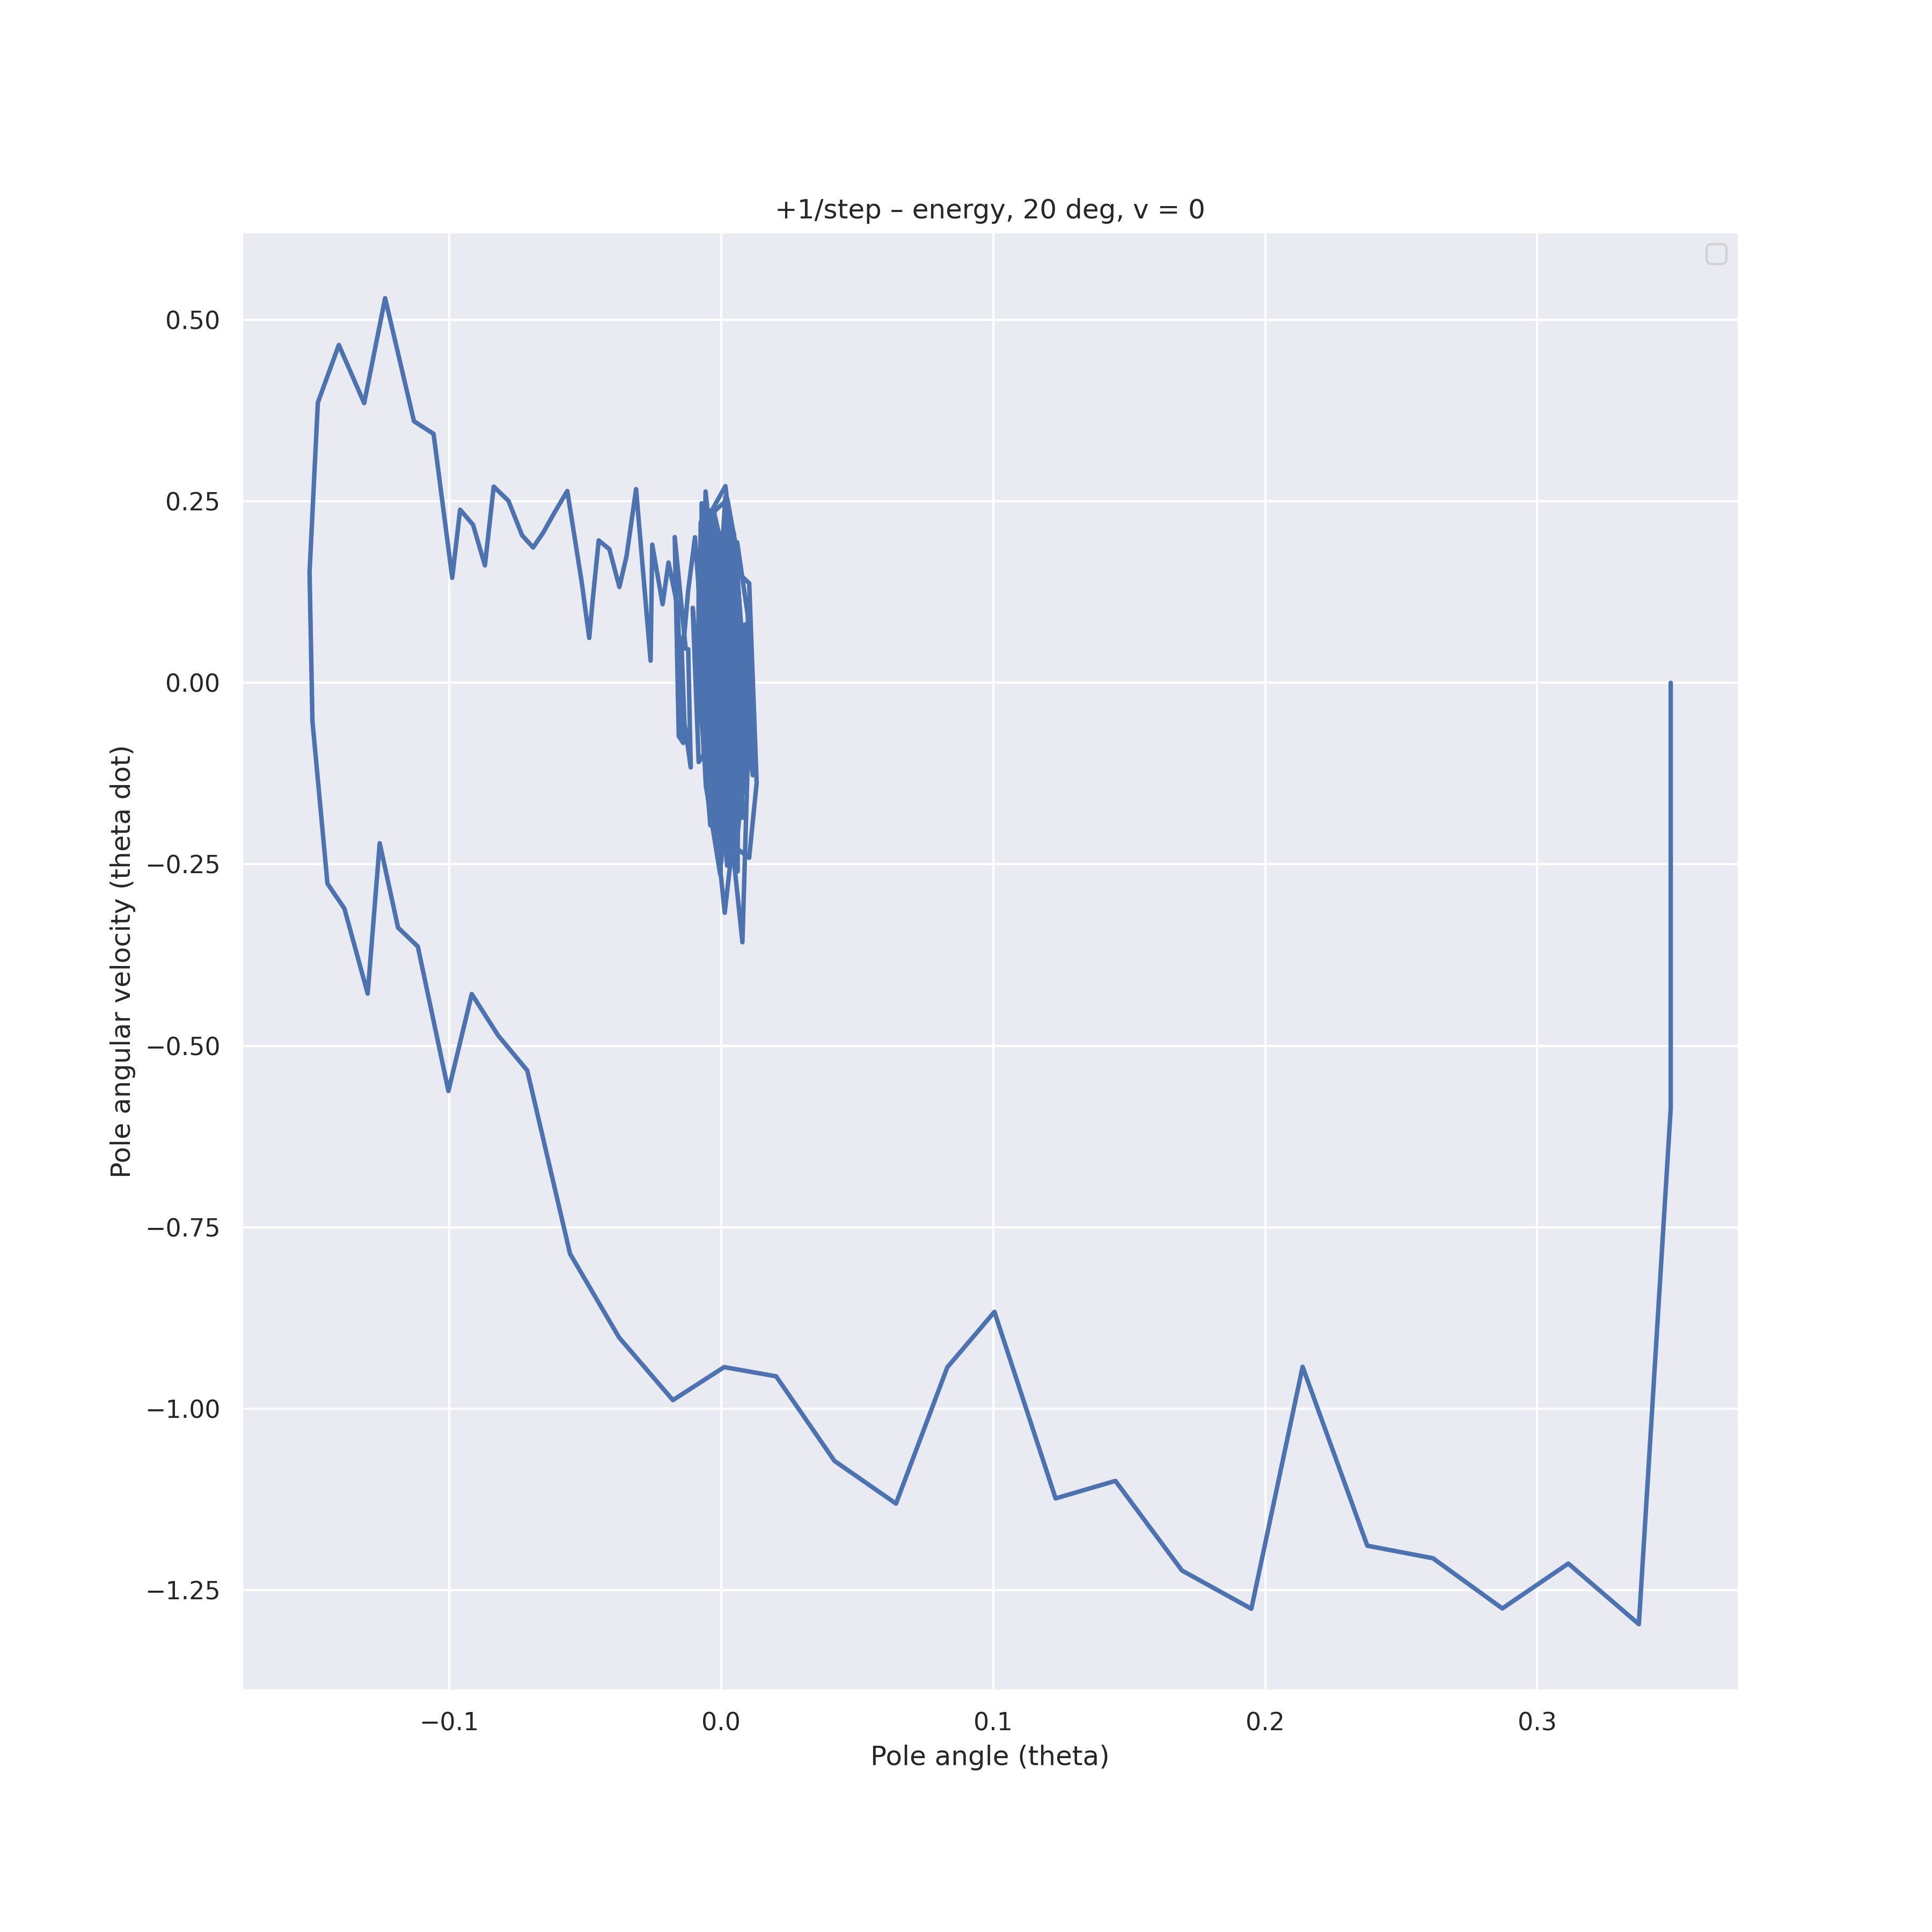 +1/step – energy, 20 deg, v = 0
0.50
0.25
0.00
−0.25
−0.50
−0.75
−1.00
−1.25
Pole angular velocity (theta dot)
−0.1 0.0 0.1 0.2 0.3
Pole angle (theta)